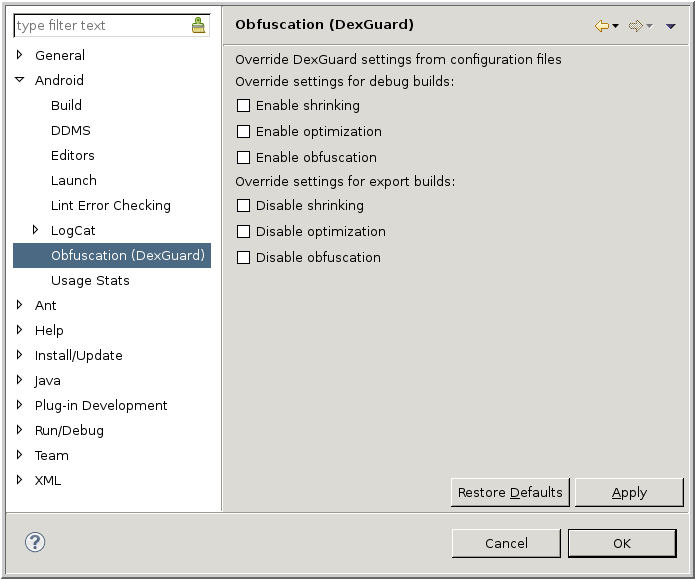 type filter text
General
Android
Build
DDMS
Editors
Launch
Lint Error Checking
LogCat
Obfuscation (DexGuard)
Usage Stats
Ant
Help
Install/Update
Java
Plug-in Development
Run/Debug
Team
XML
Obfuscation (DexGuard)
Override DexGuard settings from configuration files
Override settings for debug builds:
Enable shrinking
Enable optimization
Enable obfuscation
Override settings for export builds:
Disable shrinking
Disable optimization
Disable obfuscation
Restore Defaults Apply
? Cancel OK